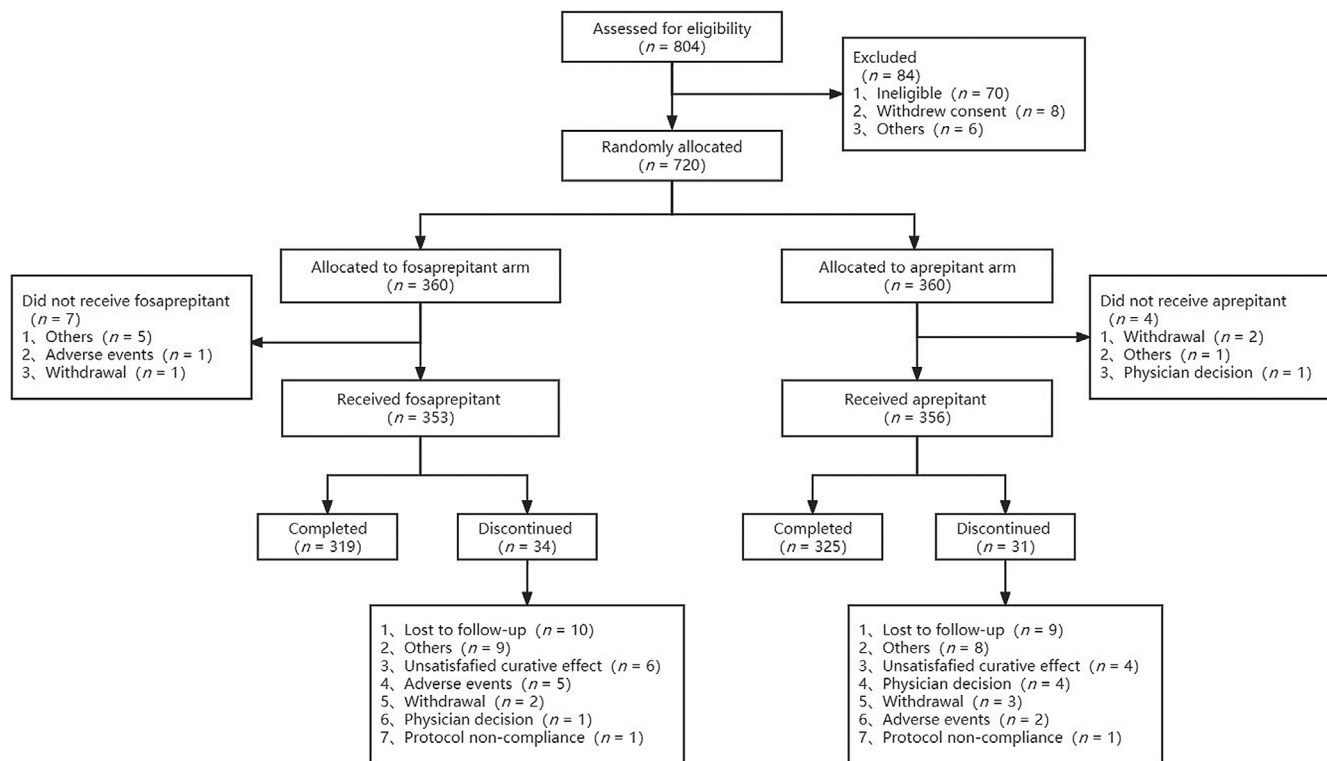 Assessed for eligibility
(n = 804)
Excluded
(n = 84)
1、Ineligible (n = 70)
2、Withdrew consent (n = 8)
3、Others (n = 6)
Randomly allocated
(n = 720)
Allocated to fosaprepitant arm
(n = 360)
Allocated to aprepitant arm
(n = 360)
Did not receive fosaprepitant
(n = 7)
1、Others (n = 5)
2、Adverse events (n = 1)
3、Withdrawal (n = 1)
Did not receive aprepitant
(n = 4)
1、Withdrawal (n = 2)
2、Others (n = 1)
3、Physician decision (n = 1)
Received fosaprepitant
(n = 353)
Received aprepitant
(n = 356)
Completed
(n = 319)
Discontinued
(n = 34)
Completed
(n = 325)
Discontinued
(n = 31)
1、Lost to follow-up (n = 10)
2、Others (n = 9)
3、Unsatisfafied curative effect (n = 6)
4、Adverse events (n = 5)
5、Withdrawal (n = 2)
6、Physician decision (n = 1)
7、Protocol non-compliance (n = 1)
1、Lost to follow-up (n = 9)
2、Others (n = 8)
3、Unsatisfafied curative effect (n = 4)
4、Physician decision (n = 4)
5、Withdrawal (n = 3)
6、Adverse events (n = 2)
7、Protocol non-compliance (n = 1)